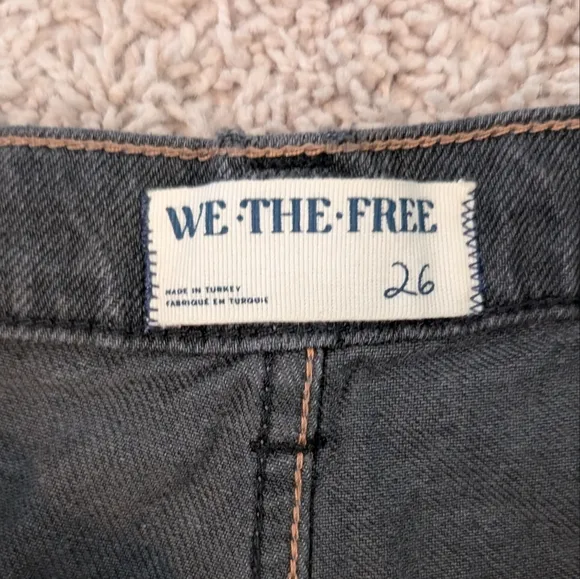 WE·THE·FREE
26
MADE IN TURKEY
FABRIQUÉ EN TURQUIE